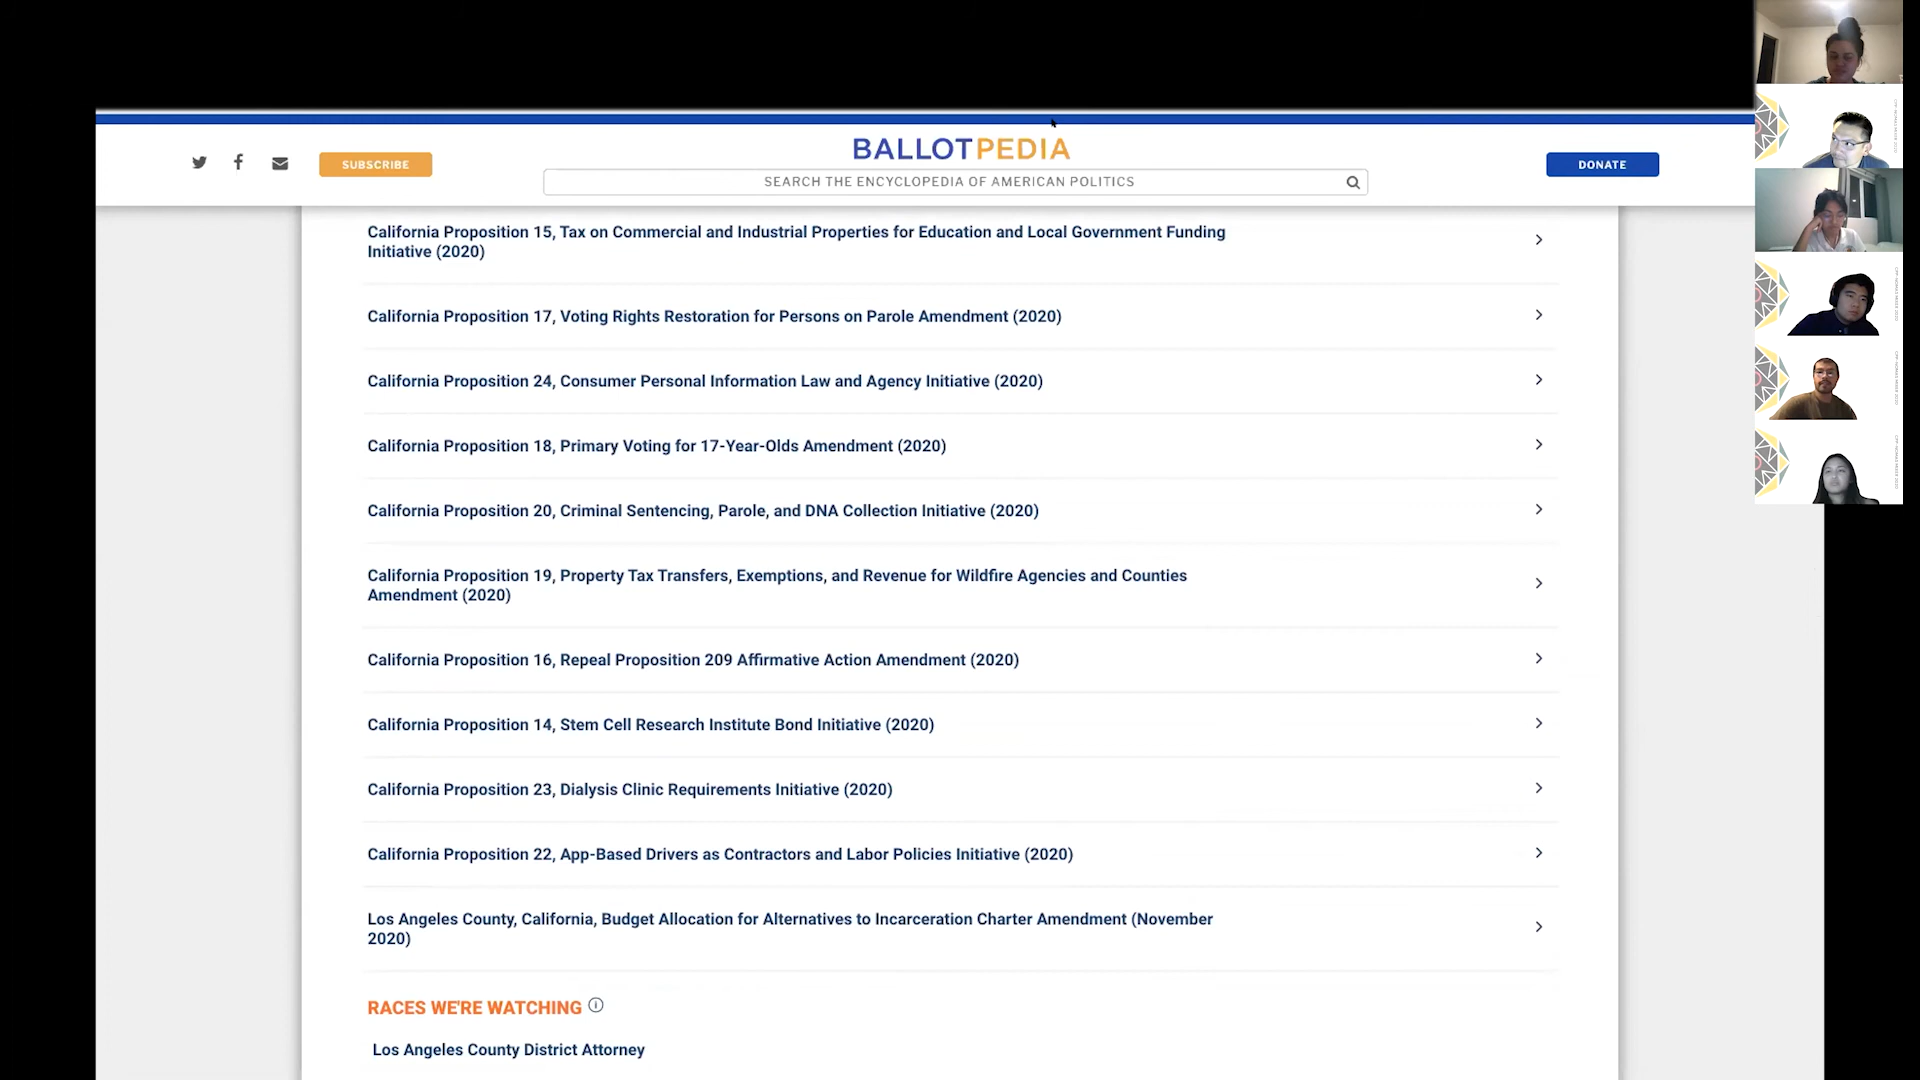 SUBSCRIBE
BALLOTPEDIA
SEARCH THE ENCYCLOPEDIA OF AMERICAN POLITICS
DONATE
California Proposition 15, Tax on Commercial and Industrial Properties for Education and Local Government Funding
Initiative (2020)
California Proposition 17, Voting Rights Restoration for Persons on Parole Amendment (2020)
California Proposition 24, Consumer Personal Information Law and Agency Initiative (2020)
California Proposition 18, Primary Voting for 17-Year-Olds Amendment (2020)
California Proposition 20, Criminal Sentencing, Parole, and DNA Collection Initiative (2020)
California Proposition 19, Property Tax Transfers, Exemptions, and Revenue for Wildfire Agencies and Counties
Amendment (2020)
California Proposition 16, Repeal Proposition 209 Affirmative Action Amendment (2020)
California Proposition 14, Stem Cell Research Institute Bond Initiative (2020)
California Proposition 23, Dialysis Clinic Requirements Initiative (2020)
California Proposition 22, App-Based Drivers as Contractors and Labor Policies Initiative (2020)
Los Angeles County, California, Budget Allocation for Alternatives to Incarceration Charter Amendment (November
2020)
RACES WE'RE WATCHING
Los Angeles County District Attorney